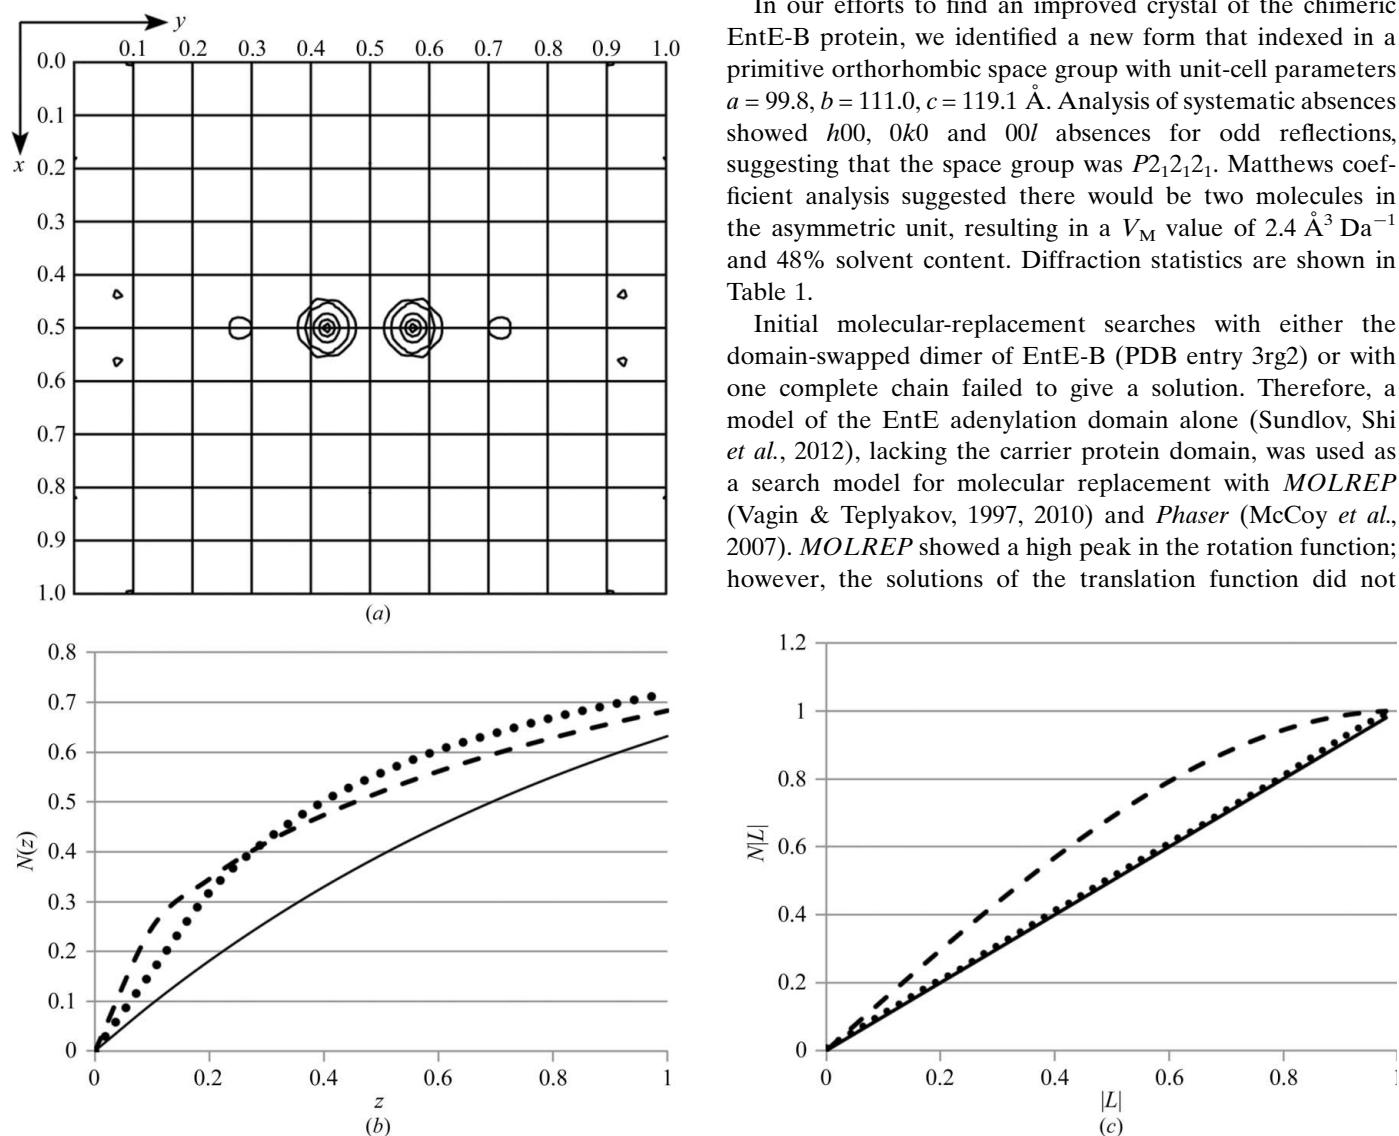 y
0.1 0.2 0.3 0.4 0.5 0.6 0.7 0.8 0.9 1.0
x
0.0
0.1
0.2
0.3
0.4
0.5
0.6
0.7
0.8
0.9
1.0
(a)
In our efforts to find an improved crystal of the chimeric
EntE-B protein, we identified a new form that indexed in a
primitive orthorhombic space group with unit-cell parameters
a = 99.8, b = 111.0, c = 119.1 Å. Analysis of systematic absences
showed h00, 0k0 and 00l absences for odd reflections,
suggesting that the space group was P2₁2₁2₁. Matthews coef-
ficient analysis suggested there would be two molecules in
the asymmetric unit, resulting in a V_M value of 2.4 Å³ Da⁻¹
and 48% solvent content. Diffraction statistics are shown in
Table 1.
Initial molecular-replacement searches with either the
domain-swapped dimer of EntE-B (PDB entry 3rg2) or with
one complete chain failed to give a solution. Therefore, a
model of the EntE adenylation domain alone (Sundlov, Shi
et al., 2012), lacking the carrier protein domain, was used as
a search model for molecular replacement with MOLREP
(Vagin & Teplyakov, 1997, 2010) and Phaser (McCoy et al.,
2007). MOLREP showed a high peak in the rotation function;
however, the solutions of the translation function did not
0.8
0.7
0.6
0.5
0.4
0.3
0.2
0.1
0
N(z)
0 0.2 0.4 0.6 0.8 1
z
(b)
1.2
1
0.8
0.6
0.4
0.2
0
N|L|
0 0.2 0.4 0.6 0.8 1
|L|
(c)